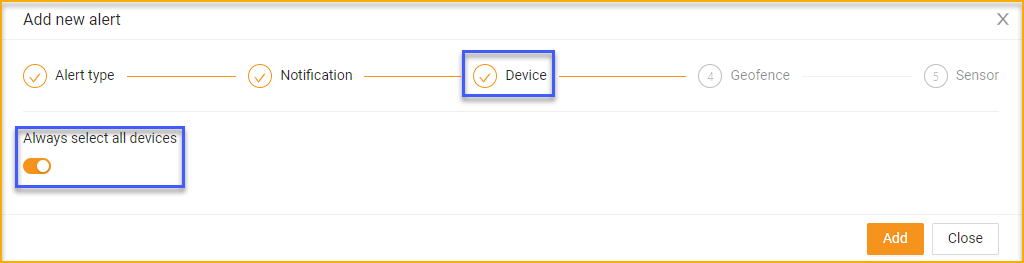 Add new alert X
Alert type Notification Device 4 Geofence 5 Sensor
Always select all devices
Add Close